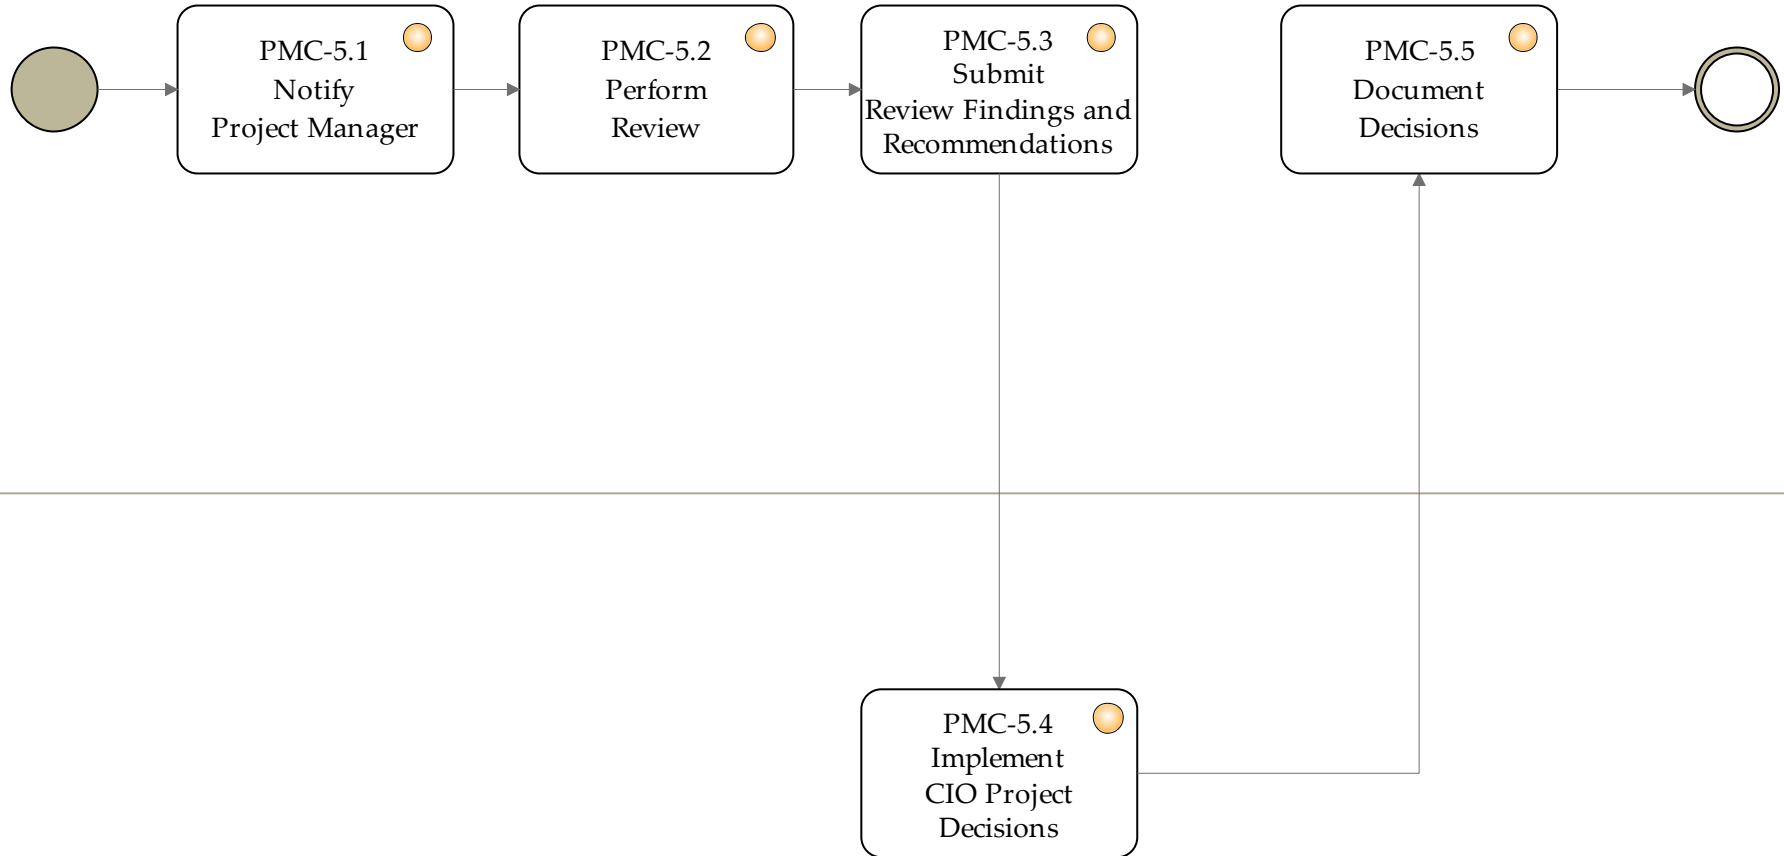 PMC-5.1
Notify
Project Manager
PMC-5.2
Perform
Review
PMC-5.3
Submit
Review Findings and
Recommendations
PMC-5.5
Document
Decisions
PMC-5.4
Implement
CIO Project
Decisions